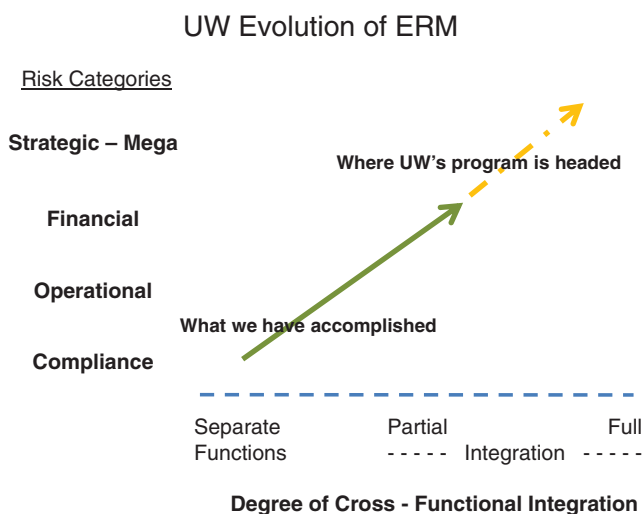 UW Evolution of ERM
Risk Categories
Strategic – Mega
Where UW's program is headed
Financial
Operational
What we have accomplished
Compliance
Separate Partial Full
Functions - - - - - Integration - - - - -
Degree of Cross - Functional Integration